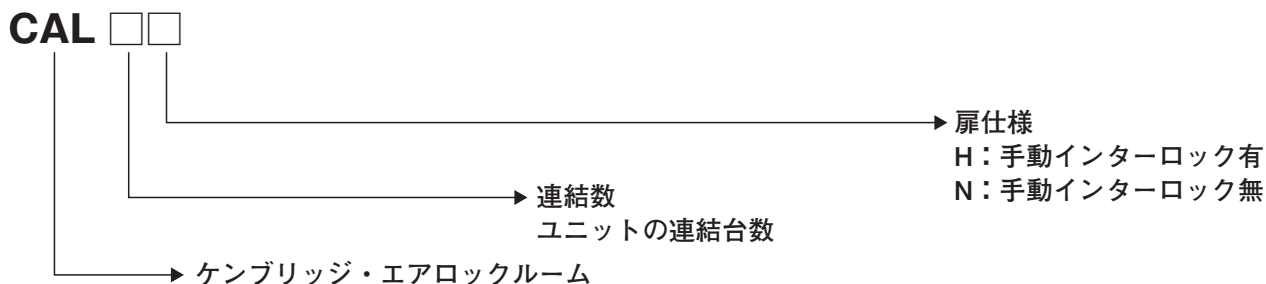 CAL □□
扉仕様
H：手動インターロック有
N：手動インターロック無
連結数
ユニットの連結台数
ケンブリッジ・エアロックルーム